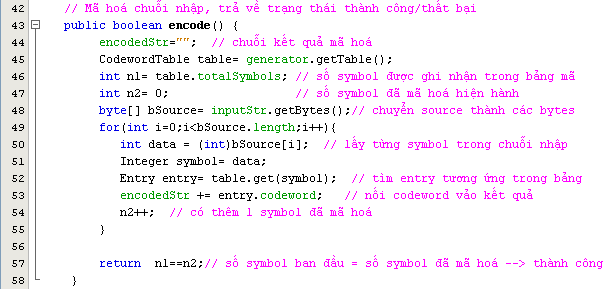 42 // Mã hoá chuỗi nhập, trả về trạng thái thành công/thất bại
43 public boolean encode() {
44 encodedStr=""; // chuỗi kết quả mã hoá
45 CodewordTable table= generator.getTable();
46 int n1= table.totalSymbols; // số symbol được ghi nhận trong bảng mã
47 int n2= 0; // số symbol đã mã hoá hiện hành
48 byte[] bSource= inputStr.getBytes();// chuyển source thành các bytes
49 for(int i=0;i<bSource.length;i++){
50 int data = (int)bSource[i]; // lấy từng symbol trong chuỗi nhập
51 Integer symbol= data;
52 Entry entry= table.get(symbol); // tìm entry tương ứng trong bảng
53 encodedStr += entry.codeword; // nối codeword vào kết quả
54 n2++; // có thêm 1 symbol đã mã hoá
55 }
56
57 return n1==n2;// số symbol ban đầu = số symbol đã mã hoá --> thành công
58 }